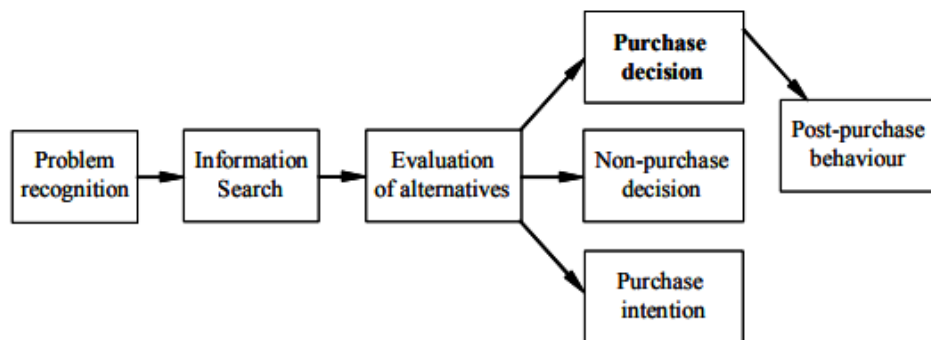 Problem
recognition
Information
Search
Evaluation
of alternatives
Purchase
decision
Non-purchase
decision
Purchase
intention
Post-purchase
behaviour